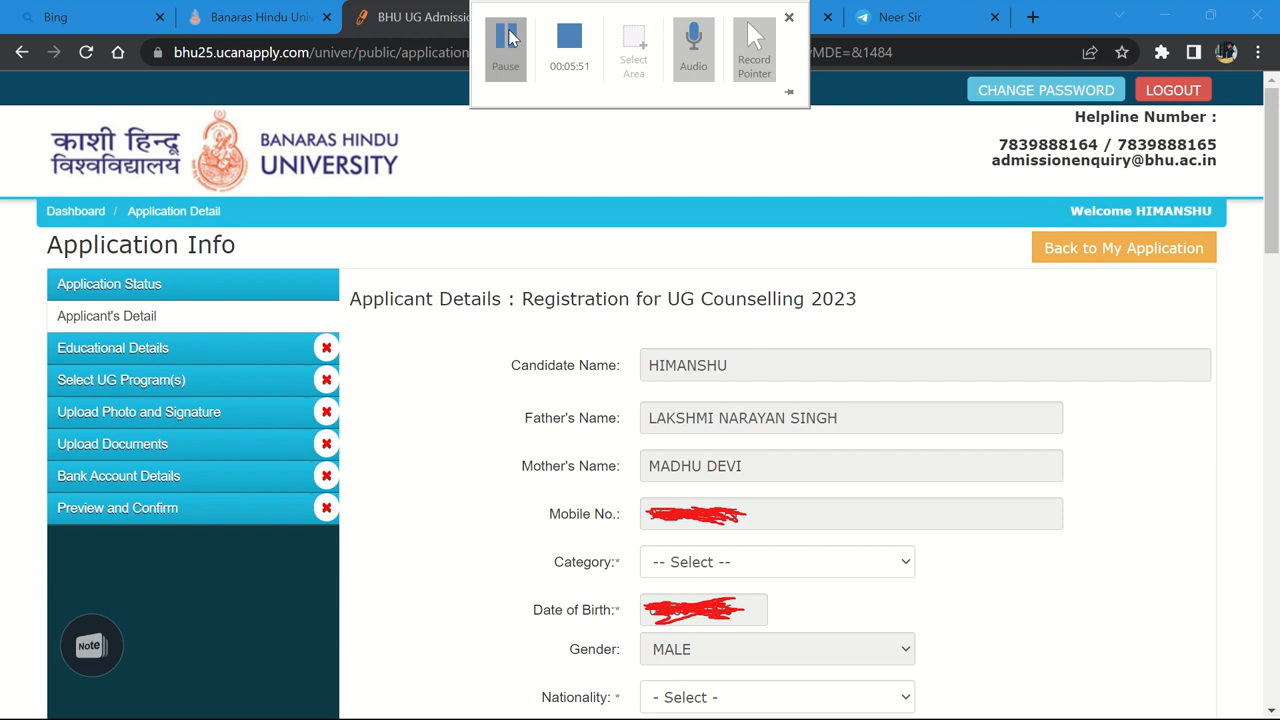 Bing
Banaras Hindu Uni
BHU UG Admissi
Neer Sir
Pause
00:05:51
Select
Area
Audio
Record
Pointer
bhu25.ucanapply.com/univer/public/application
?MDE=&1484
CHANGE PASSWORD
LOGOUT
काशी हिन्दू
विश्वविद्यालय
BANARAS HINDU
UNIVERSITY
Helpline Number :
7839888164 / 7839888165
admissionenquiry@bhu.ac.in
Dashboard / Application Detail
Welcome HIMANSHU
Application Info
Back to My Application
Application Status
Applicant's Detail
Educational Details
Select UG Program(s)
Upload Photo and Signature
Upload Documents
Bank Account Details
Preview and Confirm
Note
Applicant Details : Registration for UG Counselling 2023
Candidate Name: HIMANSHU
Father's Name: LAKSHMI NARAYAN SINGH
Mother's Name: MADHU DEVI
Mobile No.:
Category:* -- Select --
Date of Birth:*
Gender: MALE
Nationality: * - Select -